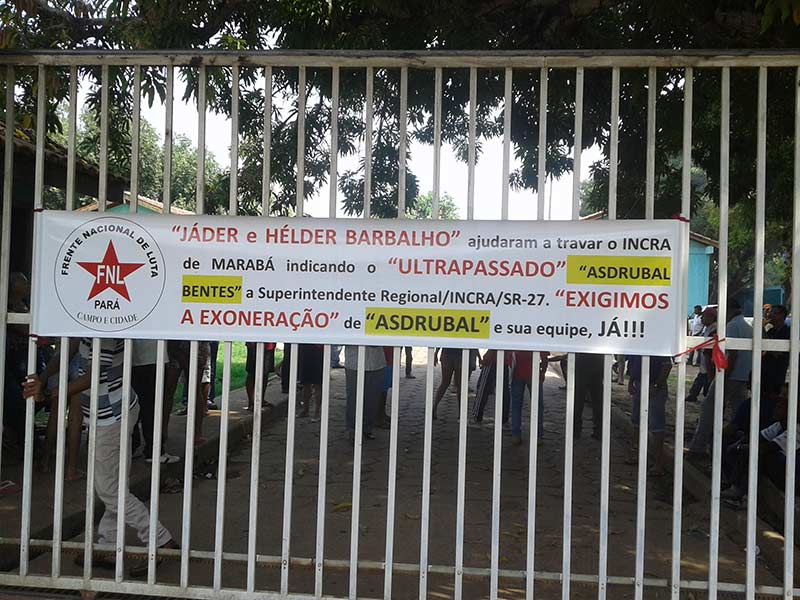 FRENTE NACIONAL DE LUTA
FNL
PARÁ
CAMPO E CIDADE
"JÁDER e HÉLDER BARBALHO" ajudaram a travar o INCRA
de MARABÁ indicando o "ULTRAPASSADO" "ASDRUBAL
BENTES" a Superintendente Regional/INCRA/SR-27. "EXIGIMOS
A EXONERAÇÃO" de "ASDRUBAL" e sua equipe, JÁ!!!